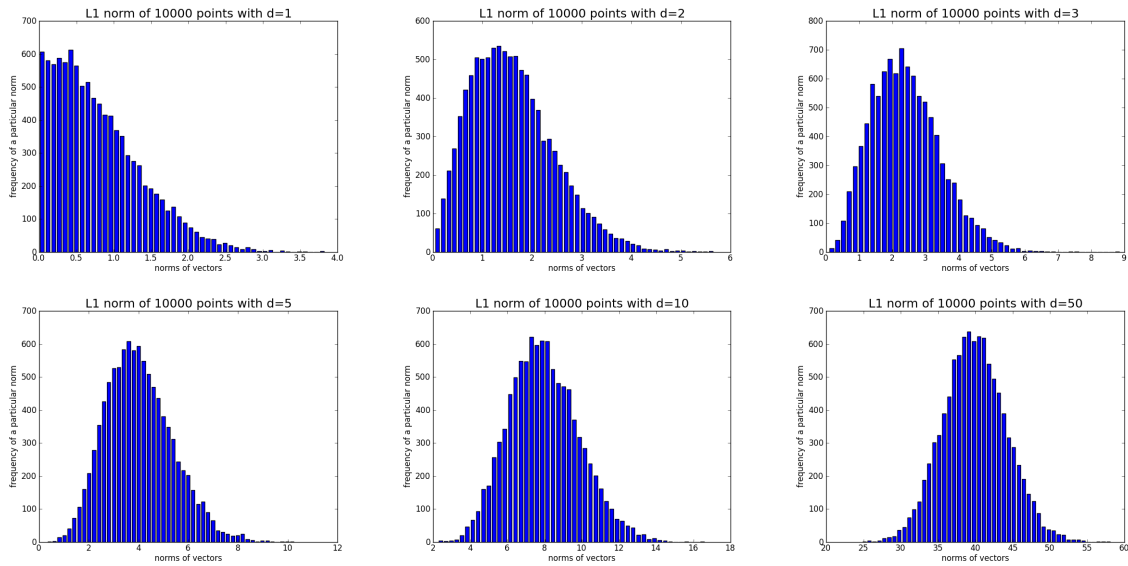 L1 norm of 10000 points with d=1
frequency of a particular norm
700
600
500
400
300
200
100
0
0.0 0.5 1.0 1.5 2.0 2.5 3.0 3.5 4.0
norms of vectors
L1 norm of 10000 points with d=2
frequency of a particular norm
600
500
400
300
200
100
0
0 1 2 3 4 5 6
norms of vectors
L1 norm of 10000 points with d=3
frequency of a particular norm
800
700
600
500
400
300
200
100
0
0 1 2 3 4 5 6 7 8 9
norms of vectors
L1 norm of 10000 points with d=5
frequency of a particular norm
700
600
500
400
300
200
100
0
0 2 4 6 8 10 12
norms of vectors
L1 norm of 10000 points with d=10
frequency of a particular norm
700
600
500
400
300
200
100
0
2 4 6 8 10 12 14 16 18
norms of vectors
L1 norm of 10000 points with d=50
frequency of a particular norm
700
600
500
400
300
200
100
0
20 25 30 35 40 45 50 55 60
norms of vectors